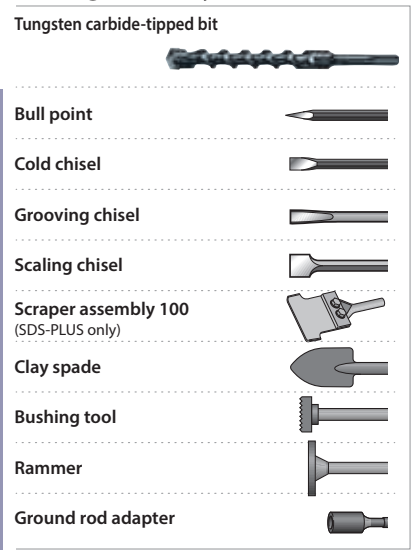 Tungsten carbide-tipped bit
Bull point
Cold chisel
Grooving chisel
Scaling chisel
Scraper assembly 100
(SDS-PLUS only)
Clay spade
Bushing tool
Rammer
Ground rod adapter